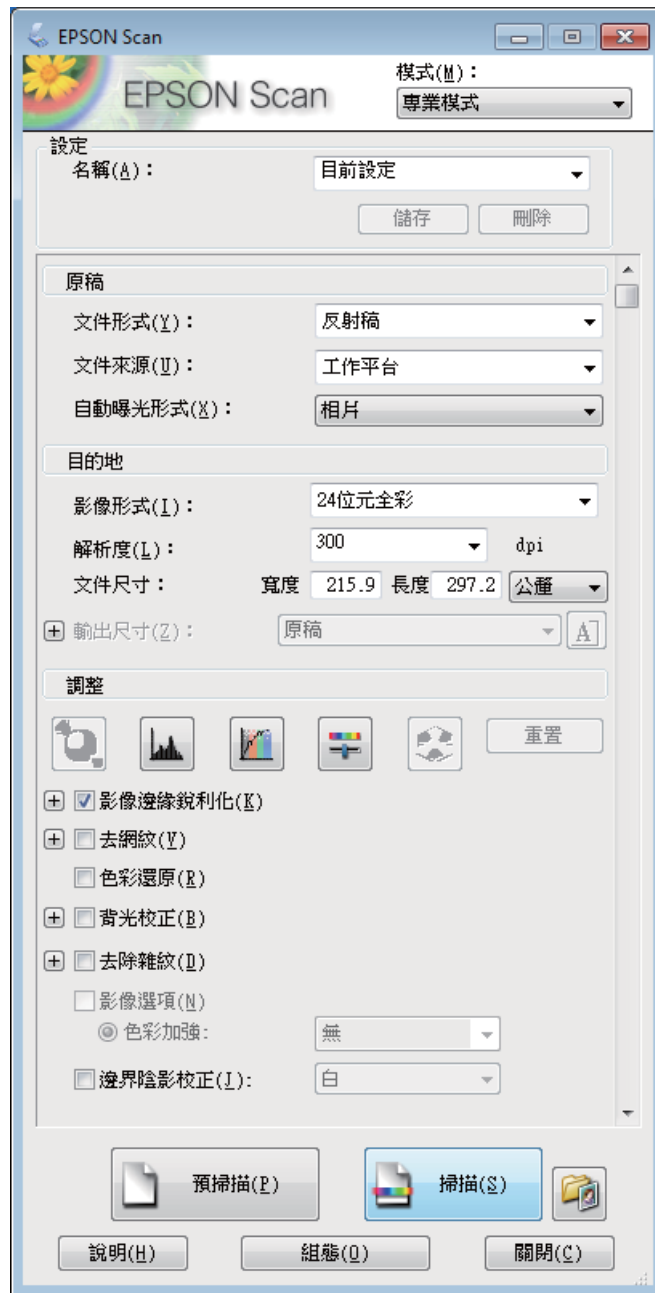 EPSON Scan
EPSON Scan
模式(M)：
專業模式
設定
名稱(A)：
目前設定
儲存
刪除
原稿
文件形式(Y)：
反射稿
文件來源(U)：
工作平台
自動曝光形式(X)：
相片
目的地
影像形式(I)：
24位元全彩
解析度(L)：
300
dpi
文件尺寸：
寬度 215.9 長度 297.2 公釐
輸出尺寸(Z)：
原稿
A
調整
重置
影像邊緣銳利化(K)
去網紋(V)
色彩還原(R)
背光校正(B)
去除雜紋(D)
影像選項(N)
色彩加強:
無
邊界陰影校正(J):
白
預掃描(P)
掃描(S)
說明(H)
組態(O)
關閉(C)